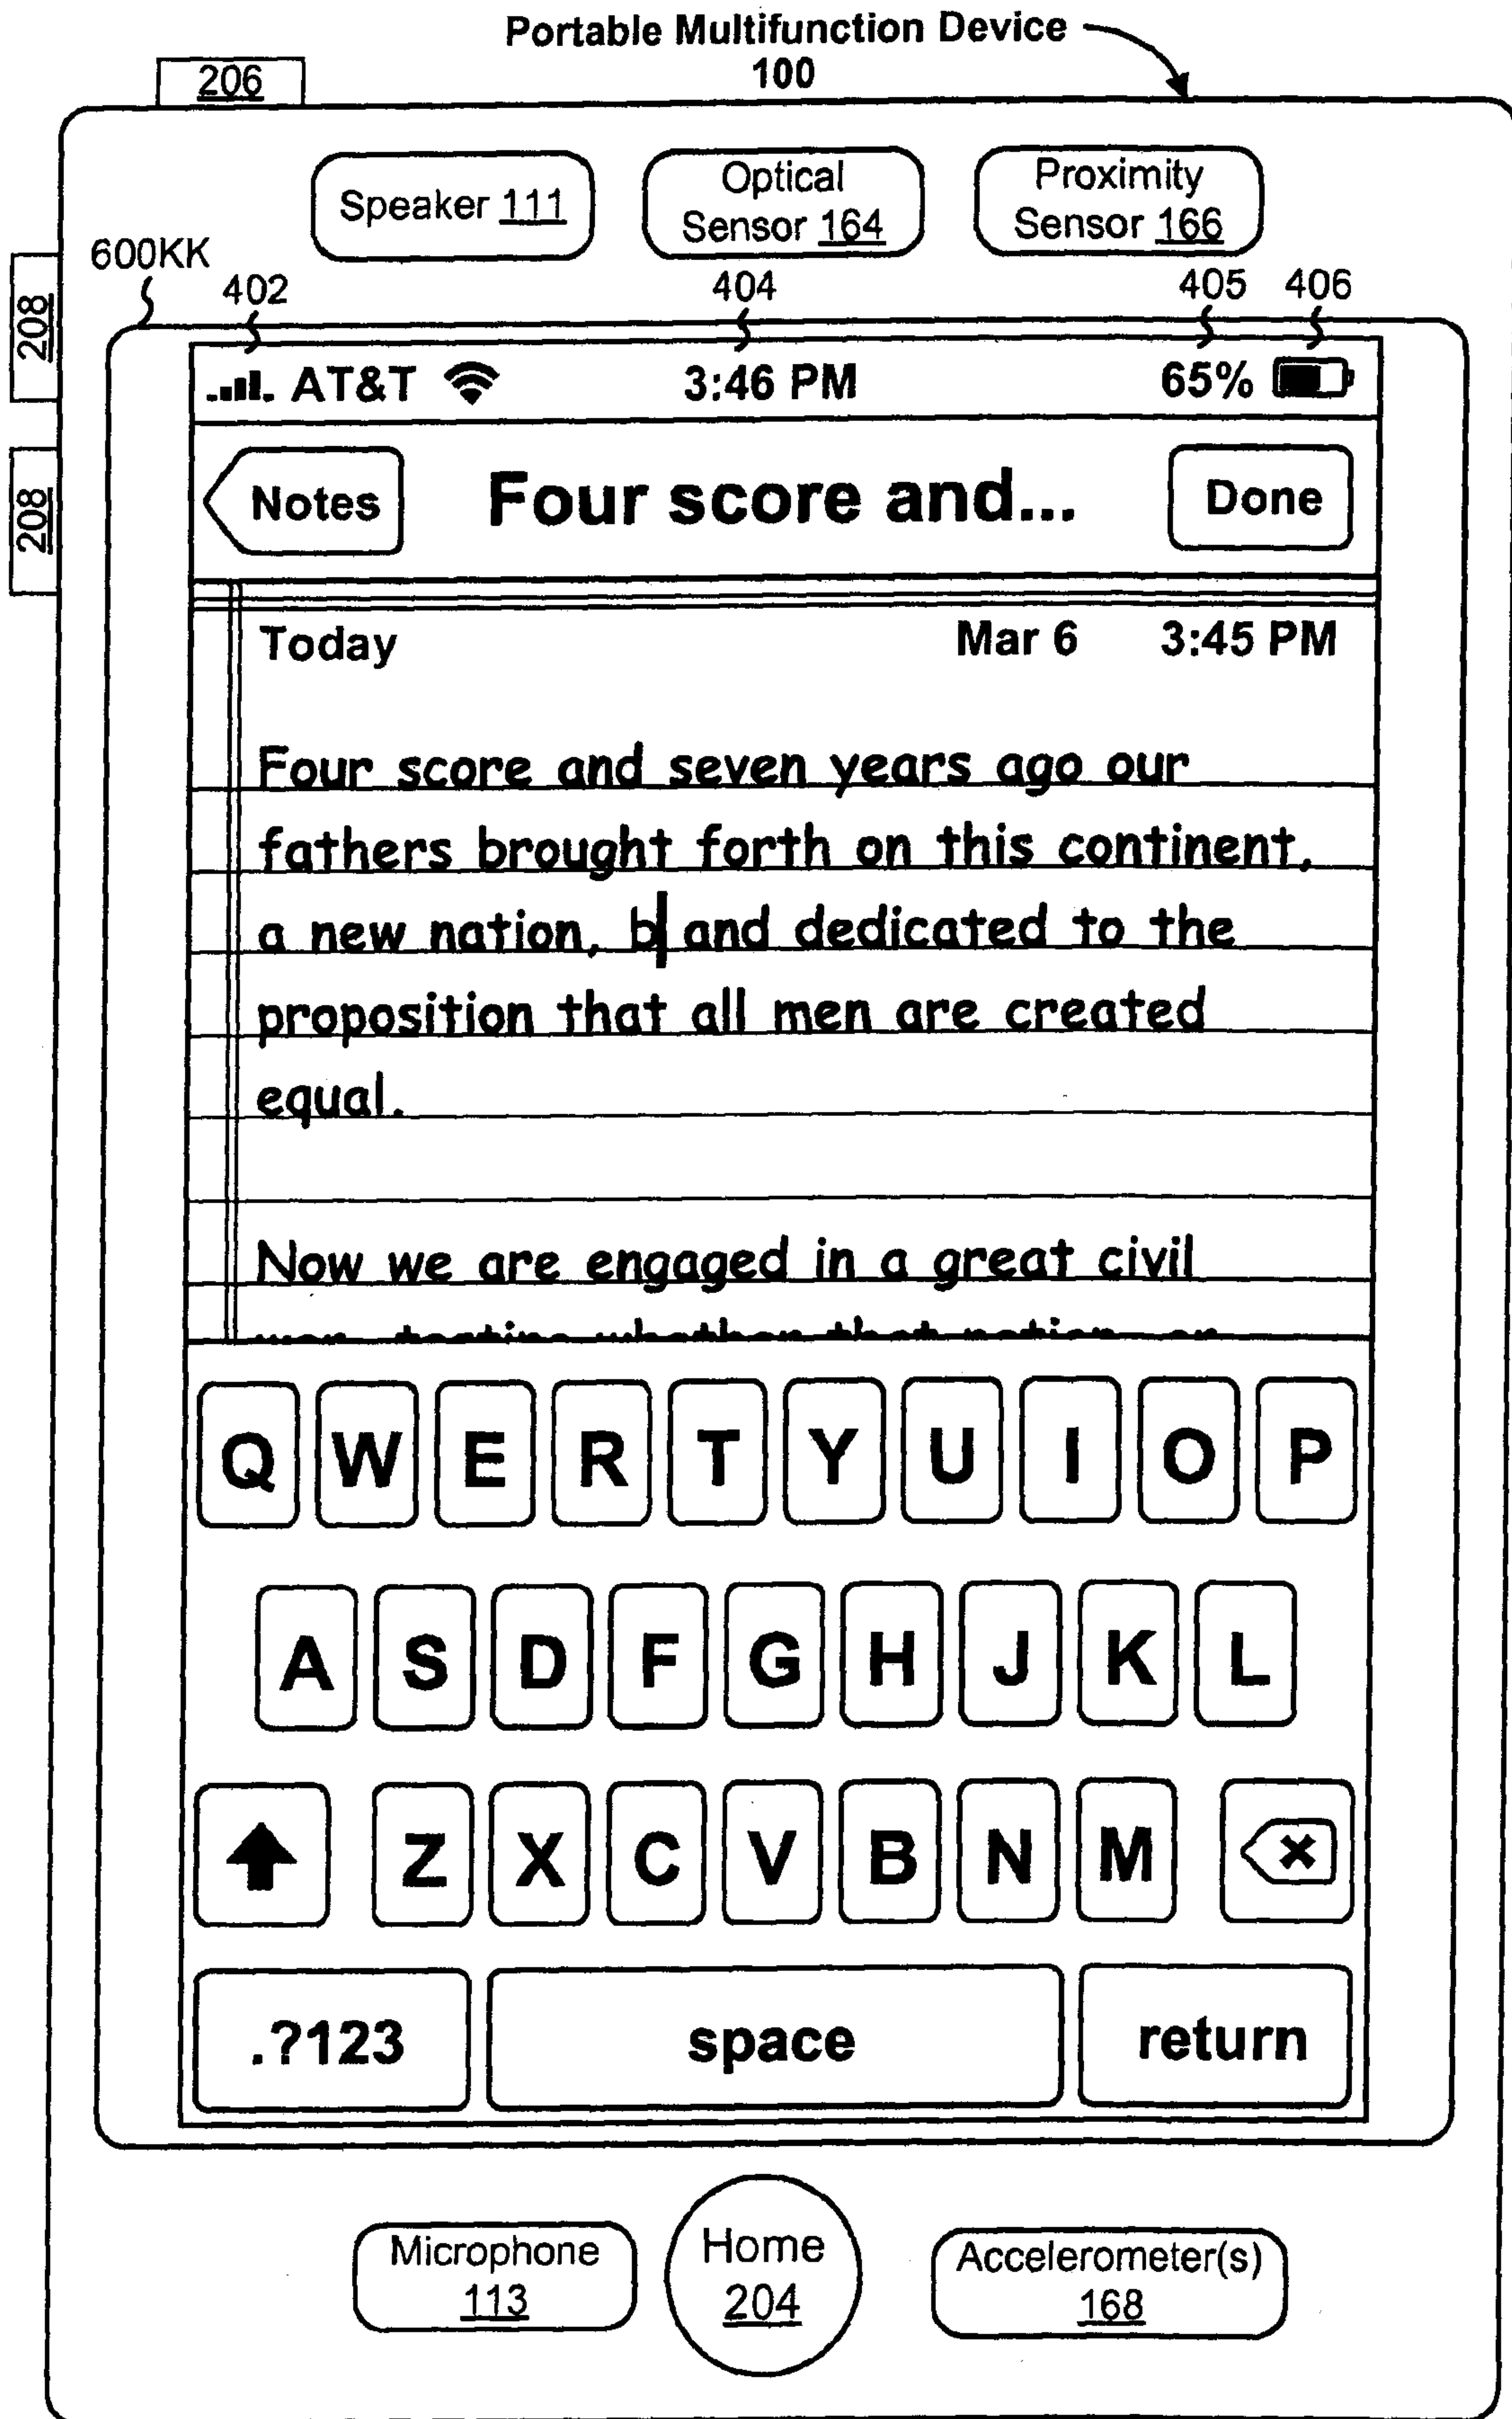 Portable Multifunction Device
100
206
Speaker 111
Optical
Sensor 164
Proximity
Sensor 166
600KK
402
404
405
406
208
208
AT&T 3:46 PM 65%
Notes Four score and... Done
Today Mar 6 3:45 PM
Four score and seven years ago our
fathers brought forth on this continent,
a new nation, b and dedicated to the
proposition that all men are created
equal.
Now we are engaged in a great civil
Q W E R T Y U I O P
A S D F G H J K L
Z X C V B N M
.?123 space return
Microphone
113
Home
204
Accelerometer(s)
168